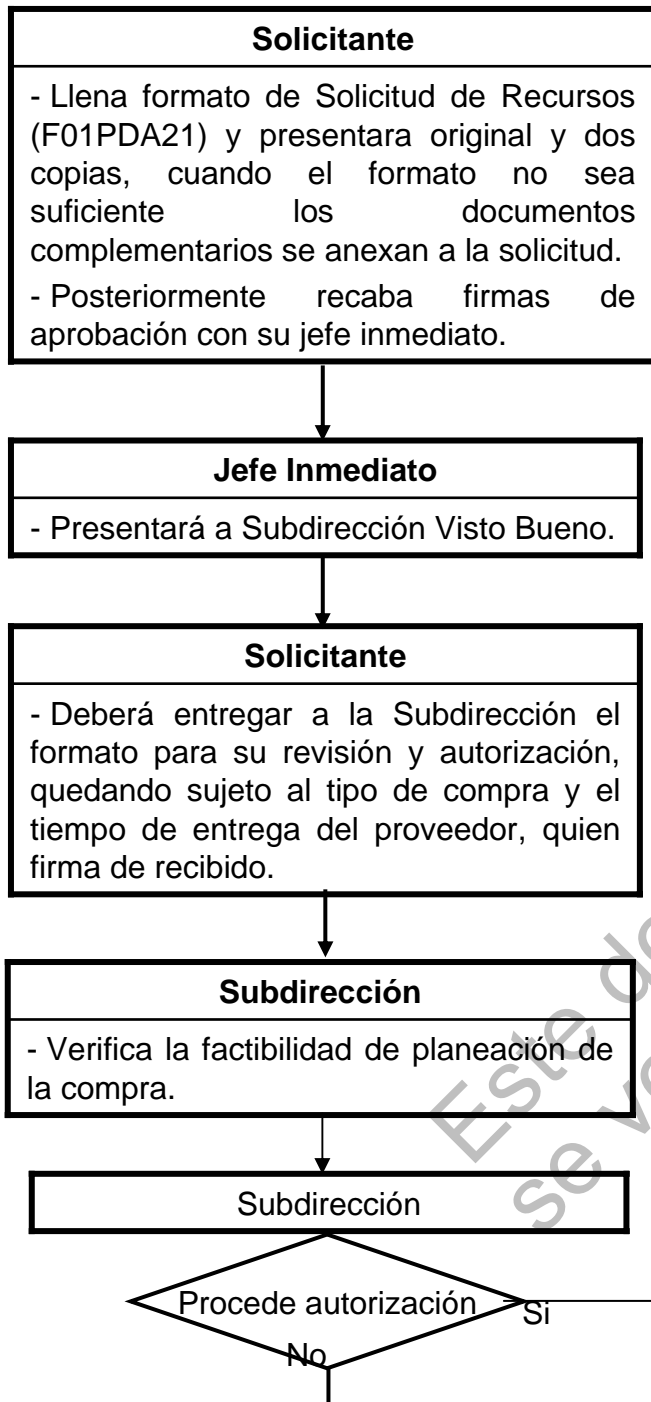 Solicitante
- Llena formato de Solicitud de Recursos
(F01PDA21) y presentara original y dos
copias, cuando el formato no sea
suficiente los documentos
complementarios se anexan a la solicitud.
- Posteriormente recaba firmas de
aprobación con su jefe inmediato.
Jefe Inmediato
- Presentará a Subdirección Visto Bueno.
Solicitante
- Deberá entregar a la Subdirección el
formato para su revisión y autorización,
quedando sujeto al tipo de compra y el
tiempo de entrega del proveedor, quien
firma de recibido.
Subdirección
- Verifica la factibilidad de planeación de
la compra.
Subdirección
Procede autorización
Si
No
Este
se